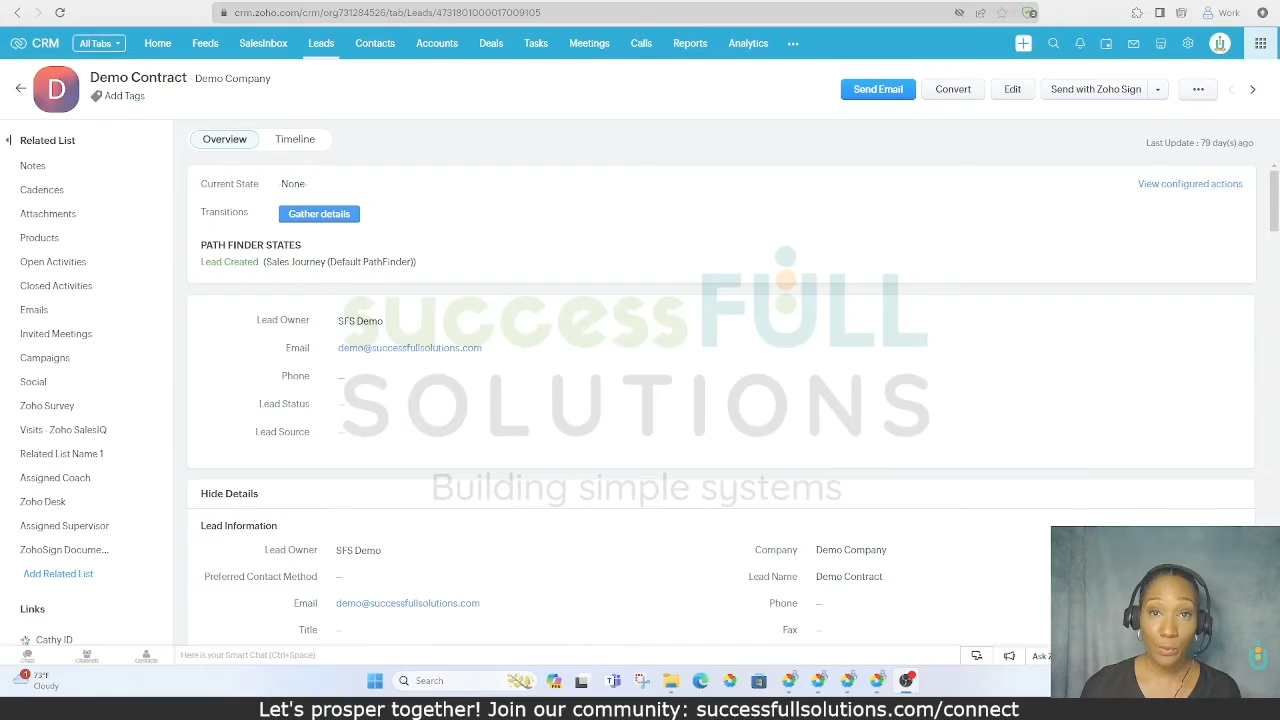 crm.zoho.com/crm/org731284526/tab/Leads/4731801000017009105
Work
CRM
All Tabs
Home
Feeds
SalesInbox
Leads
Contacts
Accounts
Deals
Tasks
Meetings
Calls
Reports
Analytics
D
Demo Contract - Demo Company
Add Tags
Send Email
Convert
Edit
Send with Zoho Sign
Related List
Notes
Cadences
Attachments
Products
Open Activities
Closed Activities
Emails
Invited Meetings
Campaigns
Social
Zoho Survey
Visits - Zoho SalesIQ
Related List Name 1
Assigned Coach
Zoho Desk
Assigned Supervisor
ZohoSign Docume...
Add Related List
Links
Cathy ID
Overview
Timeline
Last Update : 79 day(s) ago
Current State
-None-
View configured actions
Transitions
Gather details
PATH FINDER STATES
Lead Created (Sales Journey (Default PathFinder))
Lead Owner
SFS Demo
Email
demo@successfullsolutions.com
Phone
—
Lead Status
—
Lead Source
—
successFULL
SOLUTIONS
Building simple systems
Hide Details
Lead Information
Lead Owner
SFS Demo
Company
Demo Company
Preferred Contact Method
—
Lead Name
Demo Contract
Email
demo@successfullsolutions.com
Phone
—
Title
—
Fax
—
Chats
Channels
Contacts
Here is your Smart Chat (Ctrl+Space)
Ask Z
1
73°F
Cloudy
Search
Let's prosper together! Join our community: successfullsolutions.com/connect